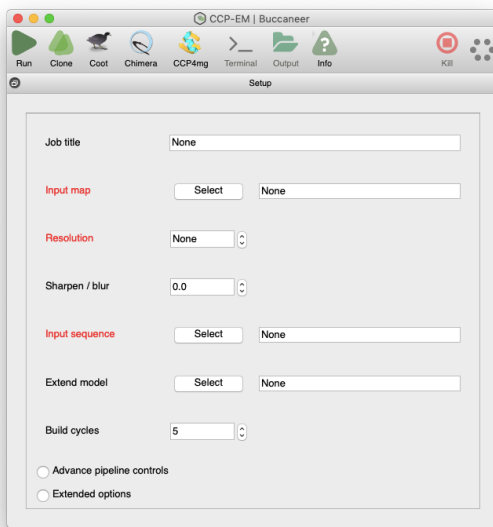 CCP-EM | Buccaneer
Run Clone Coot Chimera CCP4mg Terminal Output Info Kill
Setup
Job title None
Input map Select None
Resolution None
Sharpen / blur 0.0
Input sequence Select None
Extend model Select None
Build cycles 5
Advance pipeline controls
Extended options